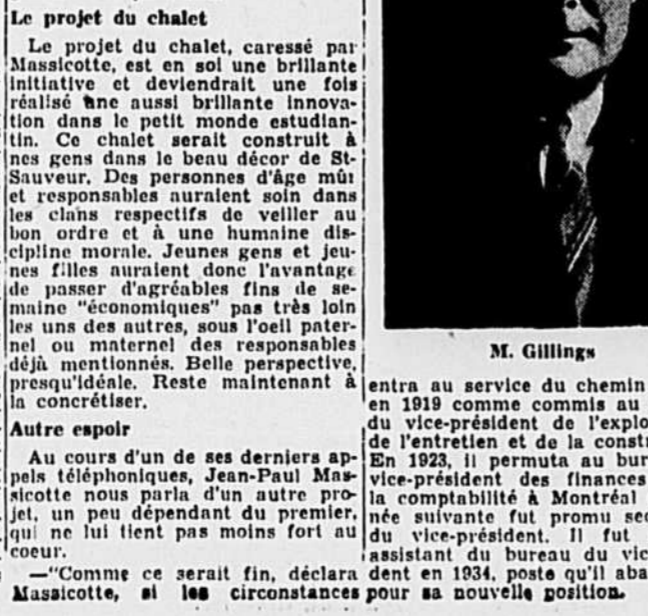 Le projet du chalet
Le projet du chalet, caressé par
Massicotte, est en soi une brillante
initiative et deviendrait une fois
réalisé une aussi brillante innova-
tion dans le petit monde estudian-
tin. Ce chalet serait construit à
nes gens dans le beau décor de St-
Sauveur. Des personnes d'âge mûr
et responsables auraient soin dans
les clans respectifs de veiller au
bon ordre et à une humaine dis-
cipline morale. Jeunes gens et jeu-
nes filles auraient donc l'avantage
de passer d'agréables fins de se-
maine "économiques" pas très loin
les uns des autres, sous l'oeil pater-
nel ou maternel des responsables
déjà mentionnés. Belle perspective,
presqu'idéale. Reste maintenant à
la concrétiser.
Autre espoir
Au cours d'un de ses derniers ap-
pels téléphoniques, Jean-Paul Mas-
sicotte nous parla d'un autre pro-
jet, un peu dépendant du premier,
qui ne lui tient pas moins fort au
coeur.
—"Comme ce serait fin, déclara
Massicotte, si les circonstances
M. Gillings
entra au service du chemin
en 1919 comme commis au
du vice-président de l'explo
de l'entretien et de la constr
En 1923, il permuta au bur
vice-président des finances
la comptabilité à Montréal
née suivante fut promu sec
du vice-président. Il fut
assistant du bureau du vic
dent en 1934, poste qu'il aba
pour sa nouvelle position.